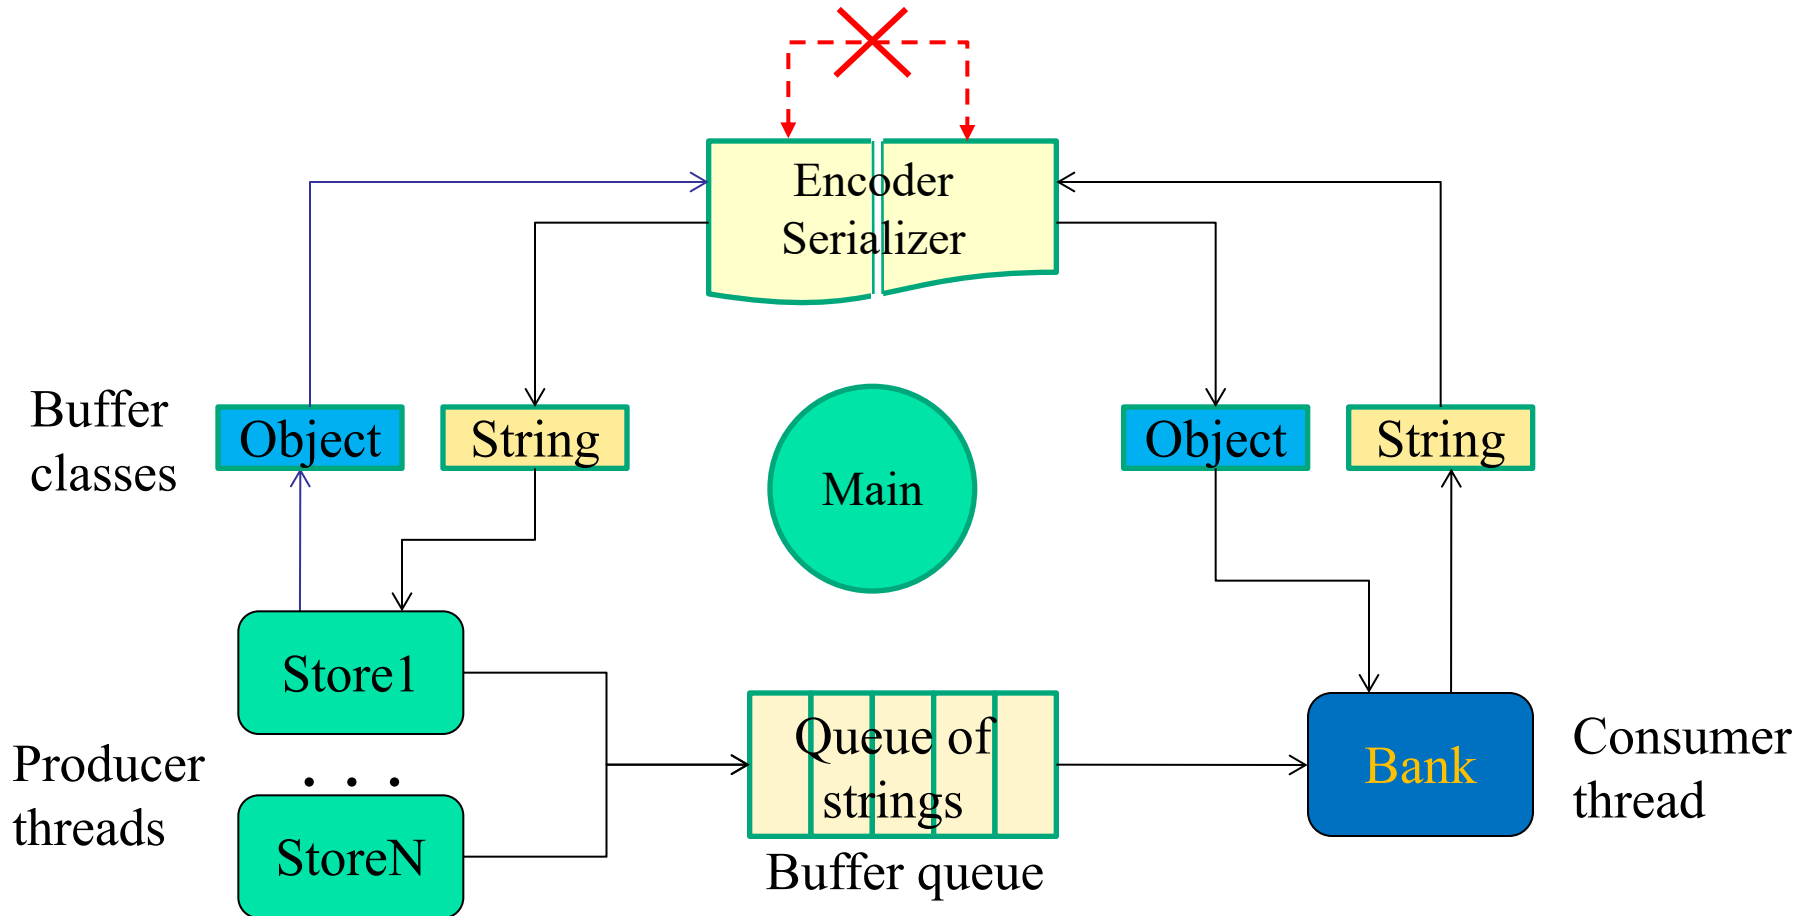 Encoder
Serializer
Buffer
classes
Object
String
Object
String
Main
Store1
Producer
threads
. . .
StoreN
Queue of
strings
Buffer queue
Bank
Consumer
thread